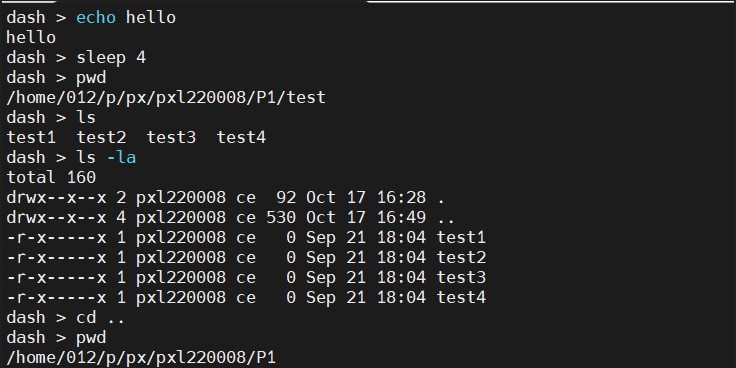 dash > echo hello
hello
dash > sleep 4
dash > pwd
/home/012/p/px/pxl220008/P1/test
dash > ls
test1  test2  test3  test4
dash > ls -la
total 160
drwx--x--x 2 pxl220008 ce  92 Oct 17 16:28 .
drwx--x--x 4 pxl220008 ce 530 Oct 17 16:49 ..
-r-x-----x 1 pxl220008 ce   0 Sep 21 18:04 test1
-r-x-----x 1 pxl220008 ce   0 Sep 21 18:04 test2
-r-x-----x 1 pxl220008 ce   0 Sep 21 18:04 test3
-r-x-----x 1 pxl220008 ce   0 Sep 21 18:04 test4
dash > cd ..
dash > pwd
/home/012/p/px/pxl220008/P1